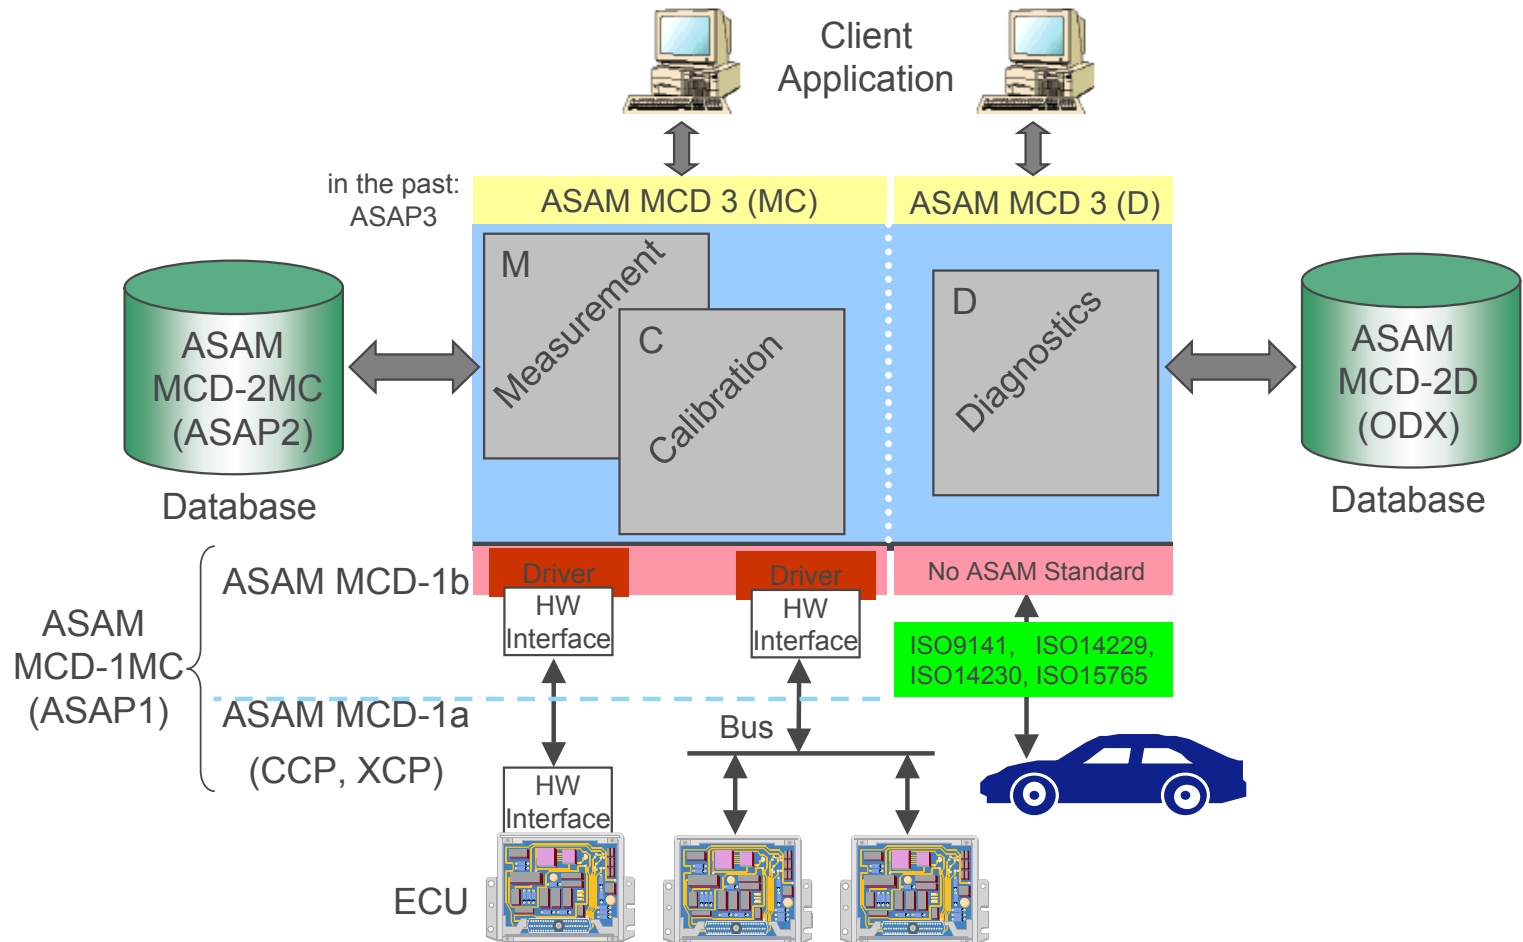 Client
Application
in the past:
ASAP3
ASAM MCD 3 (MC)
ASAM MCD 3 (D)
M
Measurement
C
Calibration
D
Diagnostics
ASAM
MCD-2MC
(ASAP2)
Database
ASAM
MCD-2D
(ODX)
Database
ASAM MCD-1b
Driver
HW
Interface
Driver
HW
Interface
No ASAM Standard
ISO9141, ISO14229,
ISO14230, ISO15765
ASAM
MCD-1MC
(ASAP1)
ASAM MCD-1a
(CCP, XCP)
Bus
HW
Interface
ECU